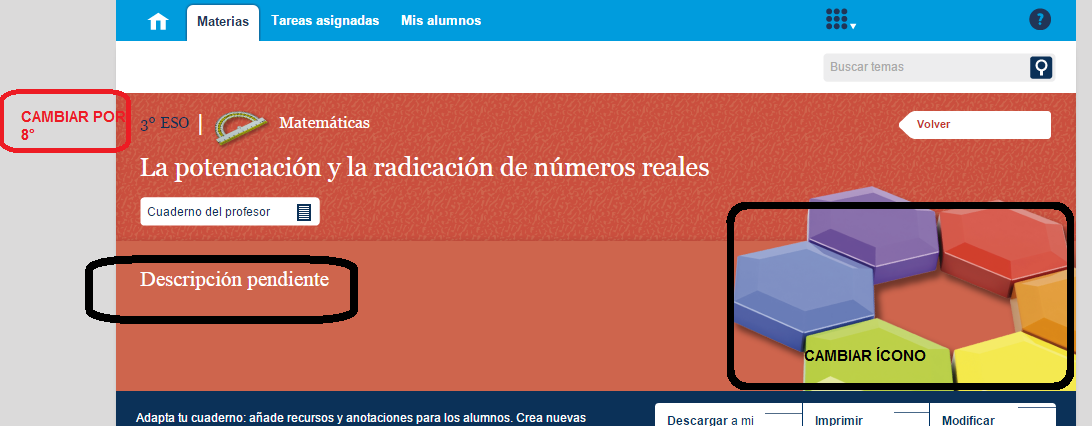 Materias Tareas asignadas Mis alumnos ?
Buscar temas
CAMBIAR POR
8°
3º ESO | Matemáticas
Volver
La potenciación y la radicación de números reales
Cuaderno del profesor
Descripción pendiente
CAMBIAR ÍCONO
Adapta tu cuaderno: añade recursos y anotaciones para los alumnos. Crea nuevas
Descargar a mi Imprimir Modificar